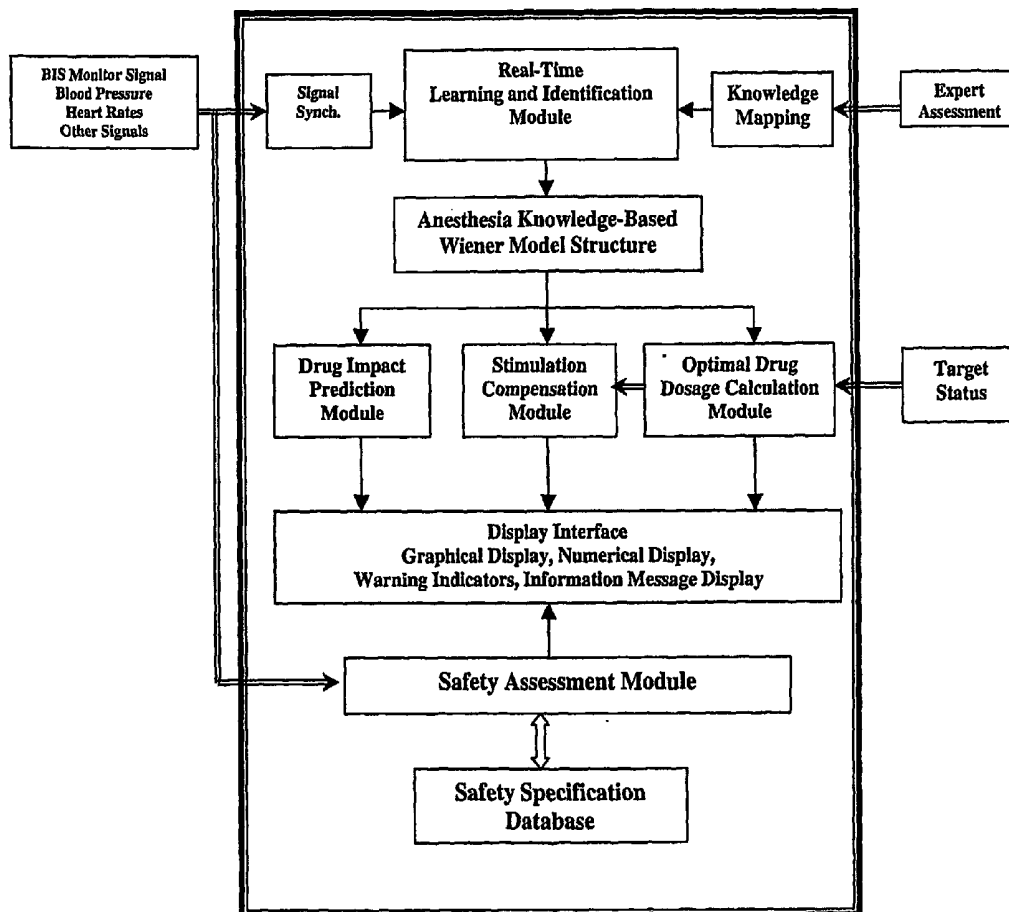 BIS Monitor Signal
Blood Pressure
Heart Rates
Other Signals
Signal
Synch.
Real-Time
Learning and Identification
Module
Knowledge
Mapping
Expert
Assessment
Anesthesia Knowledge-Based
Wiener Model Structure
Drug Impact
Prediction
Module
Stimulation
Compensation
Module
Optimal Drug
Dosage Calculation
Module
Target
Status
Display Interface
Graphical Display, Numerical Display,
Warning Indicators, Information Message Display
Safety Assessment Module
Safety Specification
Database